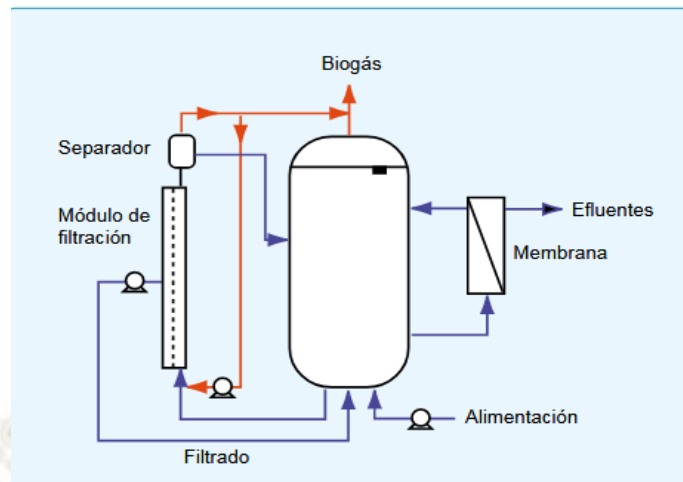 Biogás
Separador
Módulo de
filtración
Efluentes
Membrana
Alimentación
Filtrado